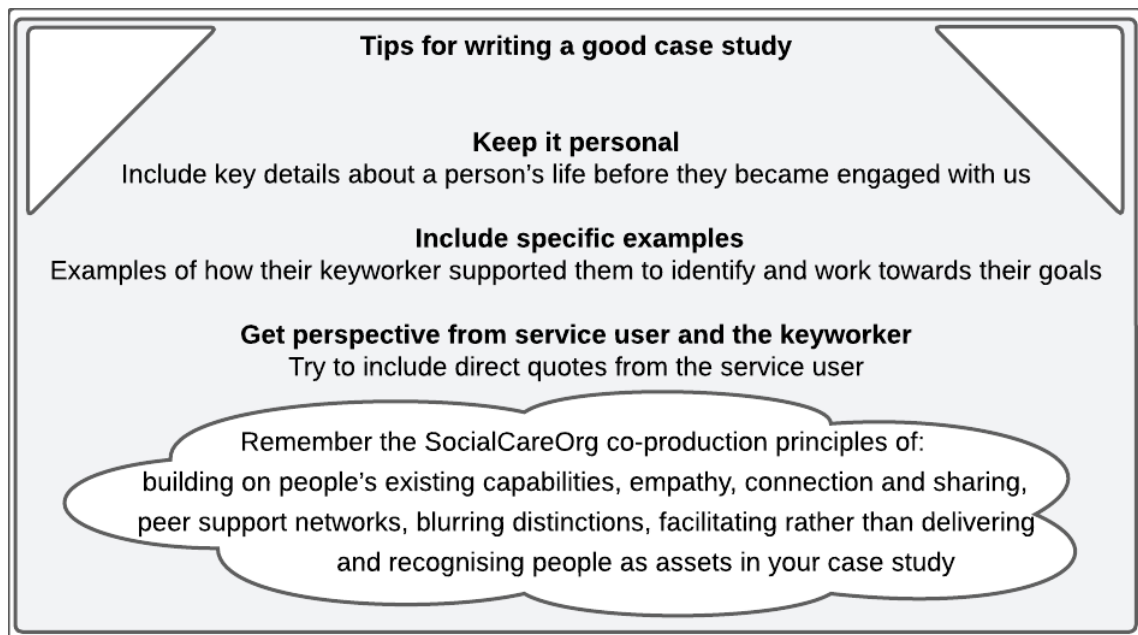 Tips for writing a good case study
Keep it personal
Include key details about a person's life before they became engaged with us
Include specific examples
Examples of how their keyworker supported them to identify and work towards their goals
Get perspective from service user and the keyworker
Try to include direct quotes from the service user
Remember the SocialCareOrg co-production principles of:
building on people's existing capabilities, empathy, connection and sharing,
peer support networks, blurring distinctions, facilitating rather than delivering
and recognising people as assets in your case study